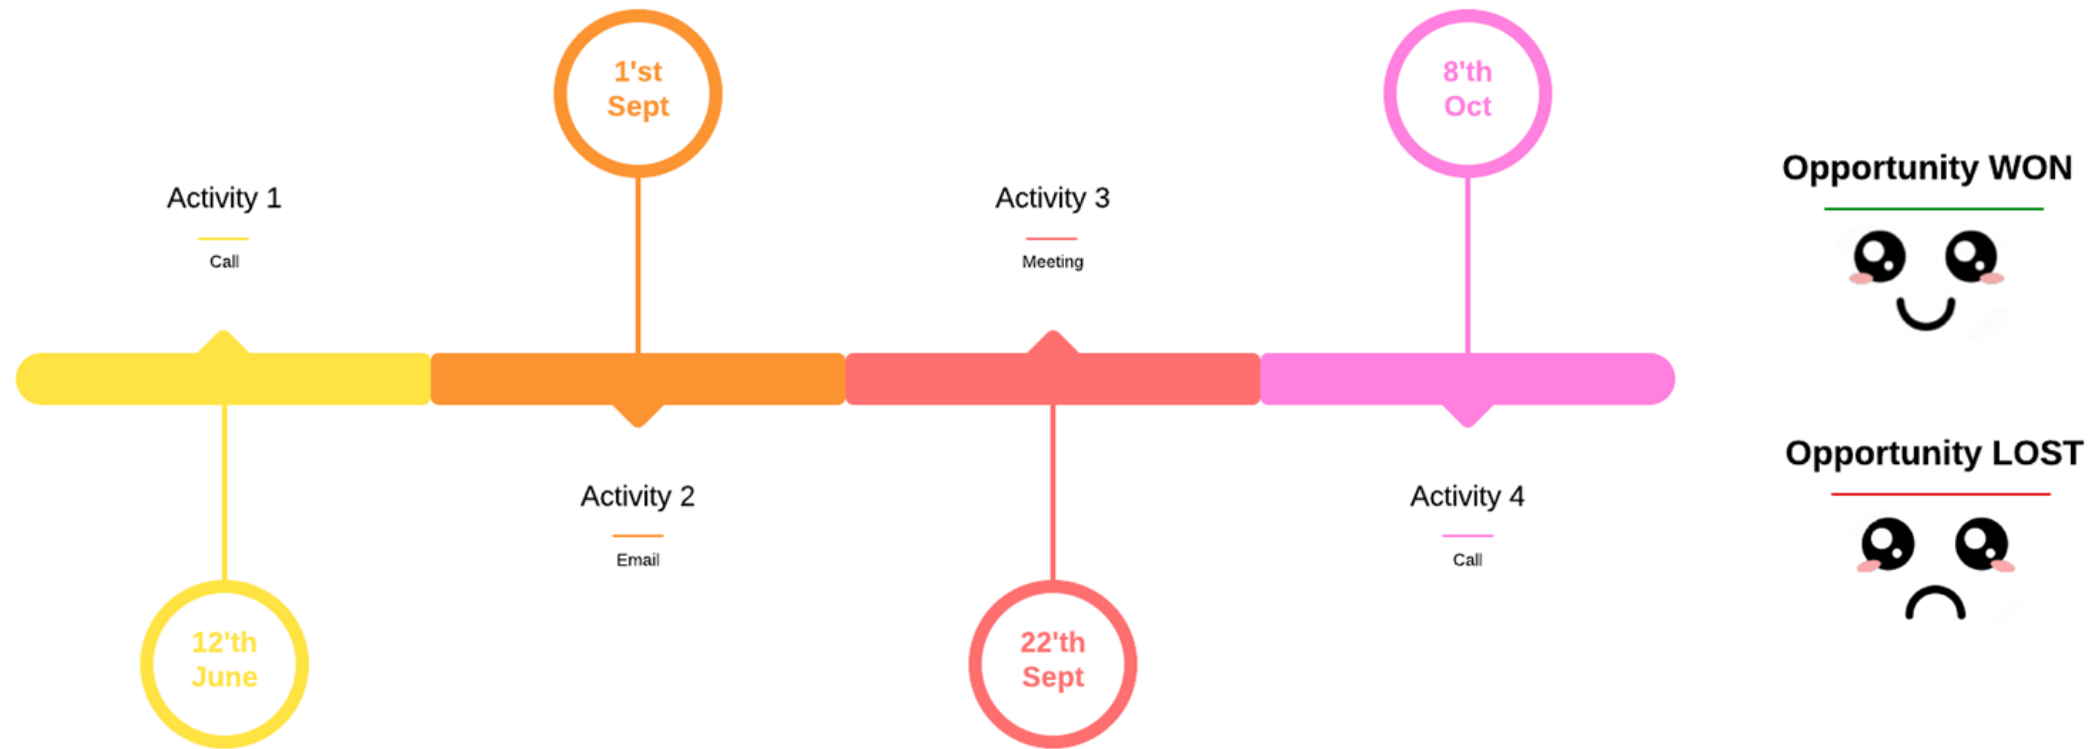 1'st
Sept
8'th
Oct
Opportunity WON
Activity 1
Call
Activity 3
Meeting
Opportunity LOST
Activity 2
Email
Activity 4
Call
12'th
June
22'th
Sept